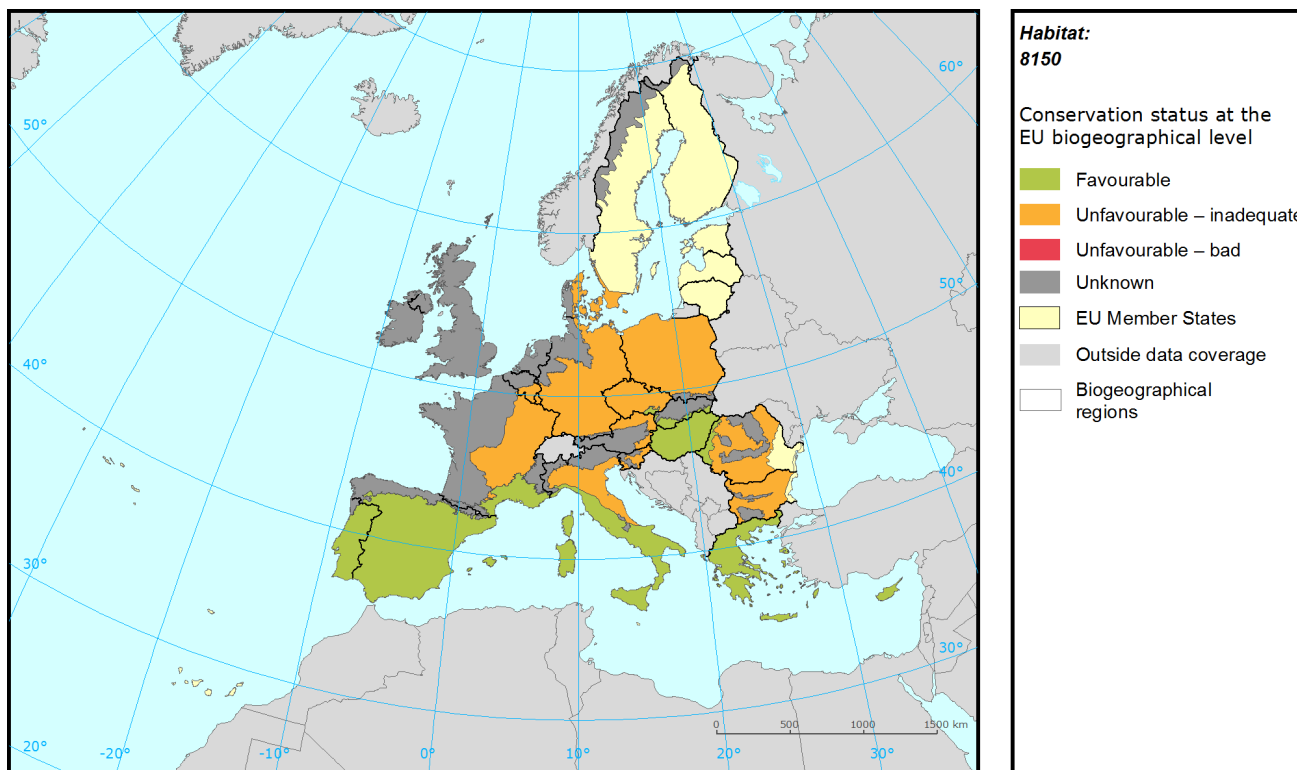 60°
50°
50°
40°
40°
30°
30°
20°
-20°
-10°
0°
10°
20°
30°
0 500 1000 1500 km
Habitat:
8150
Conservation status at the
EU biogeographical level
Favourable
Unfavourable – inadequate
Unfavourable – bad
Unknown
EU Member States
Outside data coverage
Biogeographical
regions